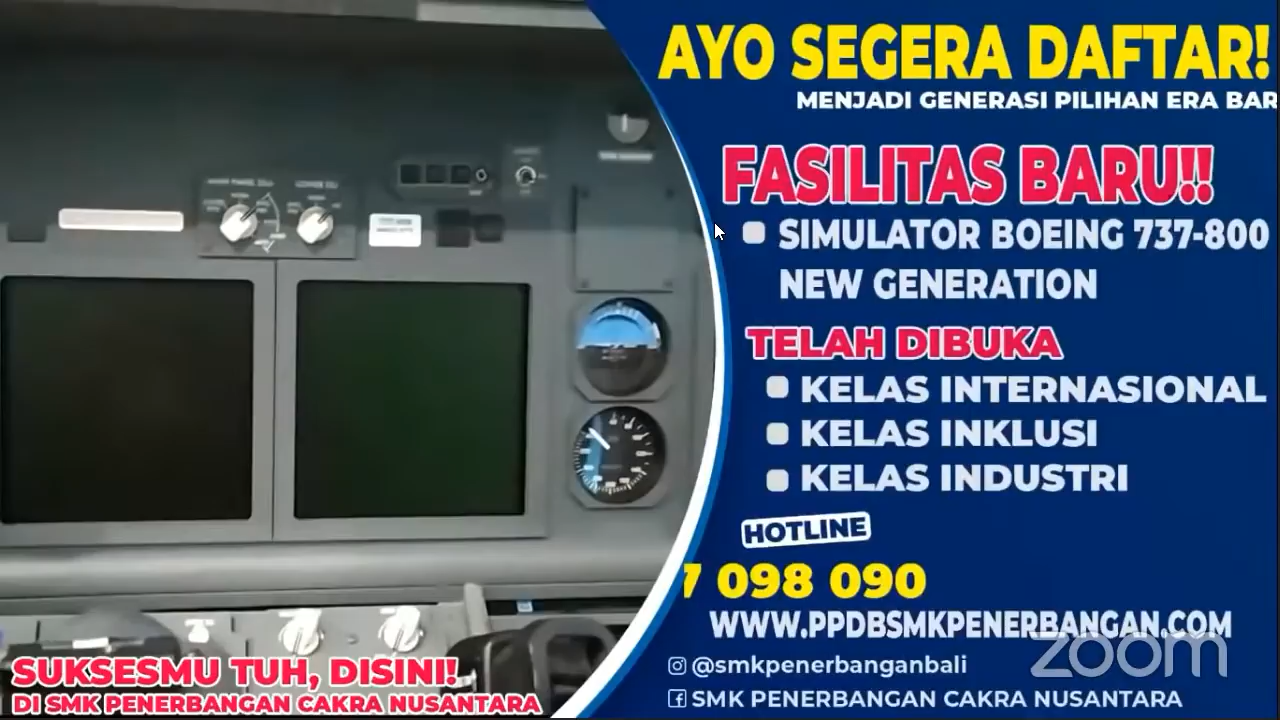 AYO SEGERA DAFTAR!
MENJADI GENERASI PILIHAN ERA BAR
FASILITAS BARU!!
SIMULATOR BOEING 737-800
NEW GENERATION
TELAH DIBUKA
KELAS INTERNASIONAL
KELAS INKLUSI
KELAS INDUSTRI
HOTLINE
7 098 090
WWW.PPDBSMKPENERBANGAN.COM
zoom
@smkpenerbanganbali
SMK PENERBANGAN CAKRA NUSANTARA
SUKSESMU TUH, DISINI!
DI SMK PENERBANGAN CAKRA NUSANTARA